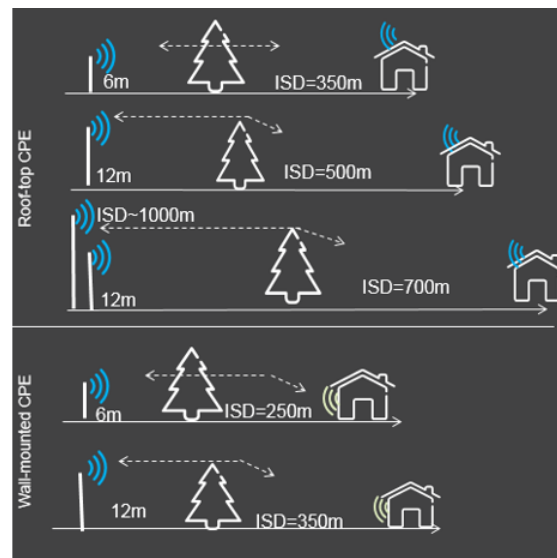 Roof-top CPE
6m
ISD=350m
12m
ISD=500m
ISD~1000m
12m
ISD=700m
Wall-mounted CPE
6m
ISD=250m
12m
ISD=350m